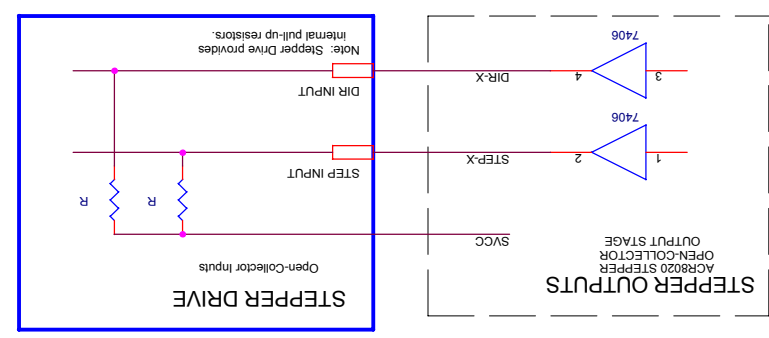 STEPPER OUTPUTS
ACR8020 STEPPER
OPEN-COLLECTOR
OUTPUT STAGE
1
2
7406
3
4
7406
SVCC
STEP-X
DIR-X
STEPPER DRIVE
Open-Collector Inputs
R
R
STEP INPUT
DIR INPUT
Note: Stepper Drive provides
internal pull-up resistors.